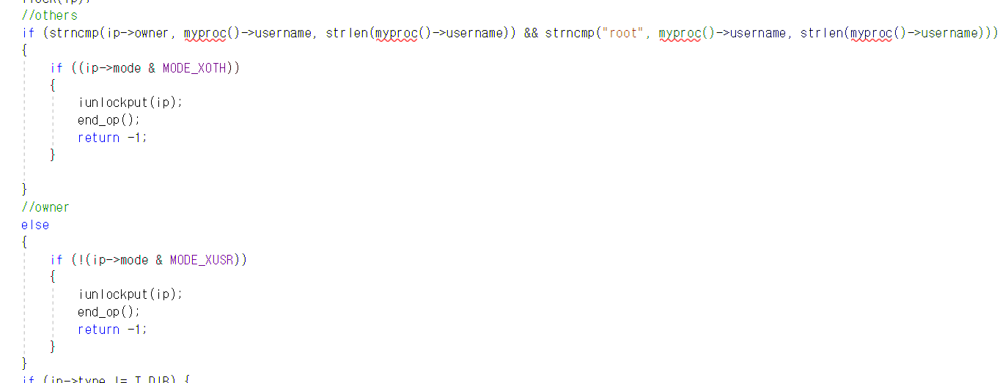 ilock(ip);
//others
if (strncmp(ip->owner, myproc()->username, strlen(myproc()->username)) && strncmp("root", myproc()->username, strlen(myproc()->username)))
{
if ((ip->mode & MODE_XOTH))
{
iunlockput(ip);
end_op();
return -1;
}
}
//owner
else
{
if (!(ip->mode & MODE_XUSR))
{
iunlockput(ip);
end_op();
return -1;
}
}
if (ip->type != T_DIR) {